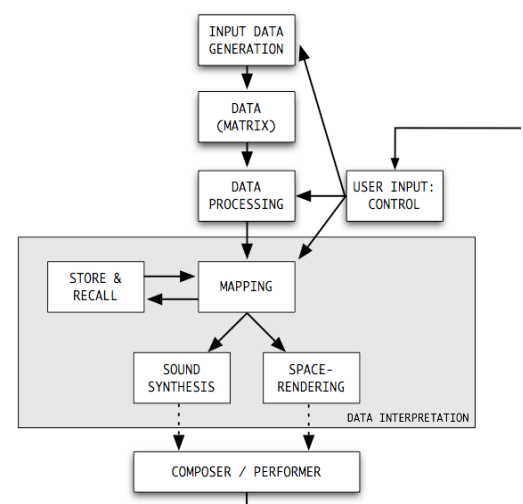 INPUT DATA
GENERATION
DATA
(MATRIX)
DATA
PROCESSING
USER INPUT:
CONTROL
STORE &
RECALL
MAPPING
SOUND
SYNTHESIS
SPACE-
RENDERING
DATA INTERPRETATION
COMPOSER / PERFORMER